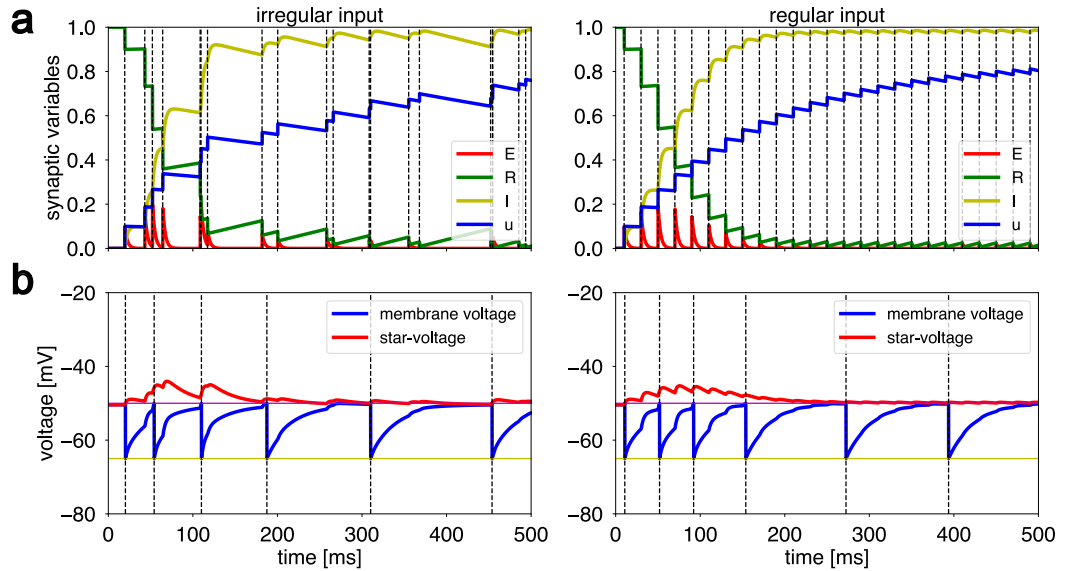 a
irregular input
regular input
synaptic variables
1.0
0.8
0.6
0.4
0.2
0.0
E
R
I
u
E
R
I
u
b
voltage [mV]
−20
−40
−60
−80
membrane voltage
star-voltage
membrane voltage
star-voltage
0
100
200
300
400
500
0
100
200
300
400
500
time [ms]
time [ms]